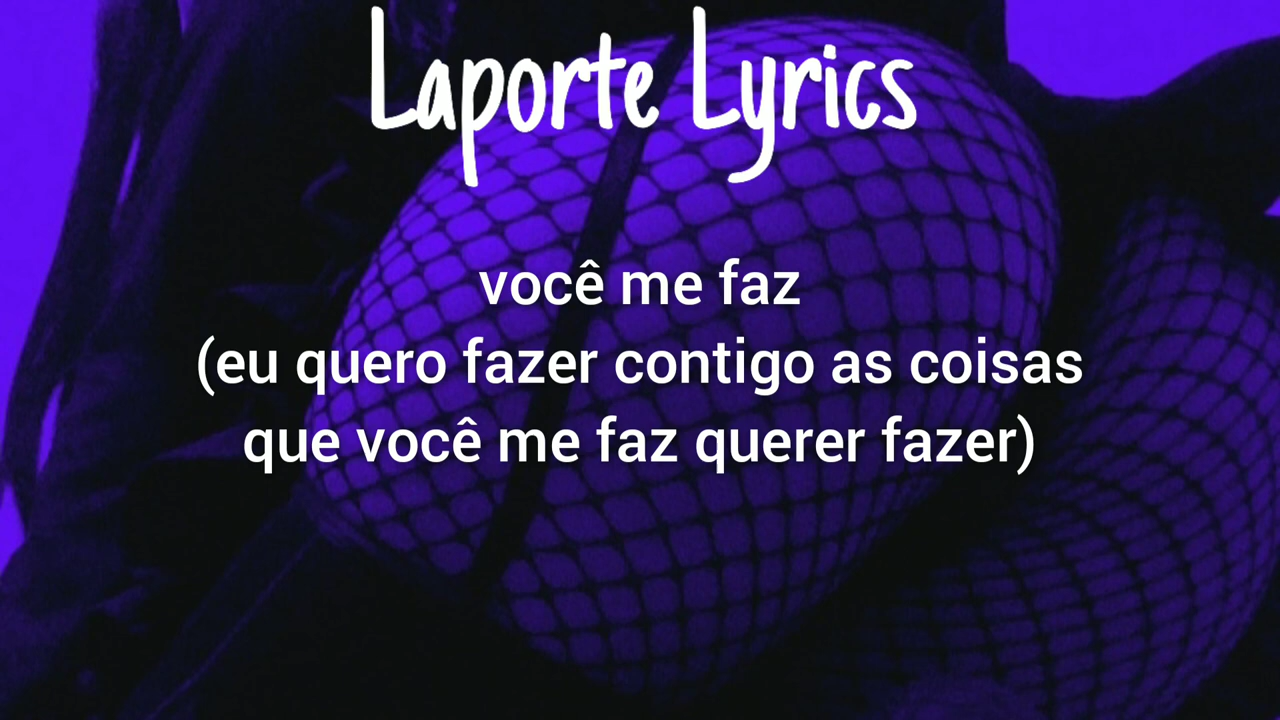 Laporte Lyrics
você me faz
(eu quero fazer contigo as coisas
que você me faz querer fazer)